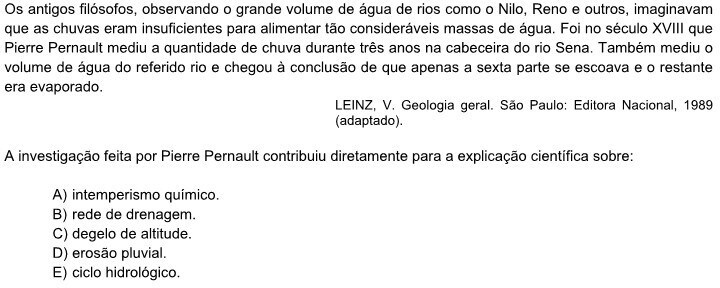 Os antigos filósofos, observando o grande volume de água de rios como o Nilo, Reno e outros, imaginavam
que as chuvas eram insuficientes para alimentar tão consideráveis massas de água. Foi no século XVIII que
Pierre Pernault mediu a quantidade de chuva durante três anos na cabeceira do rio Sena. Também mediu o
volume de água do referido rio e chegou à conclusão de que apenas a sexta parte se escoava e o restante
era evaporado.
LEINZ, V. Geologia geral. São Paulo: Editora Nacional, 1989
(adaptado).
A investigação feita por Pierre Pernault contribuiu diretamente para a explicação científica sobre:
A) intemperismo químico.
B) rede de drenagem.
C) degelo de altitude.
D) erosão pluvial.
E) ciclo hidrológico.